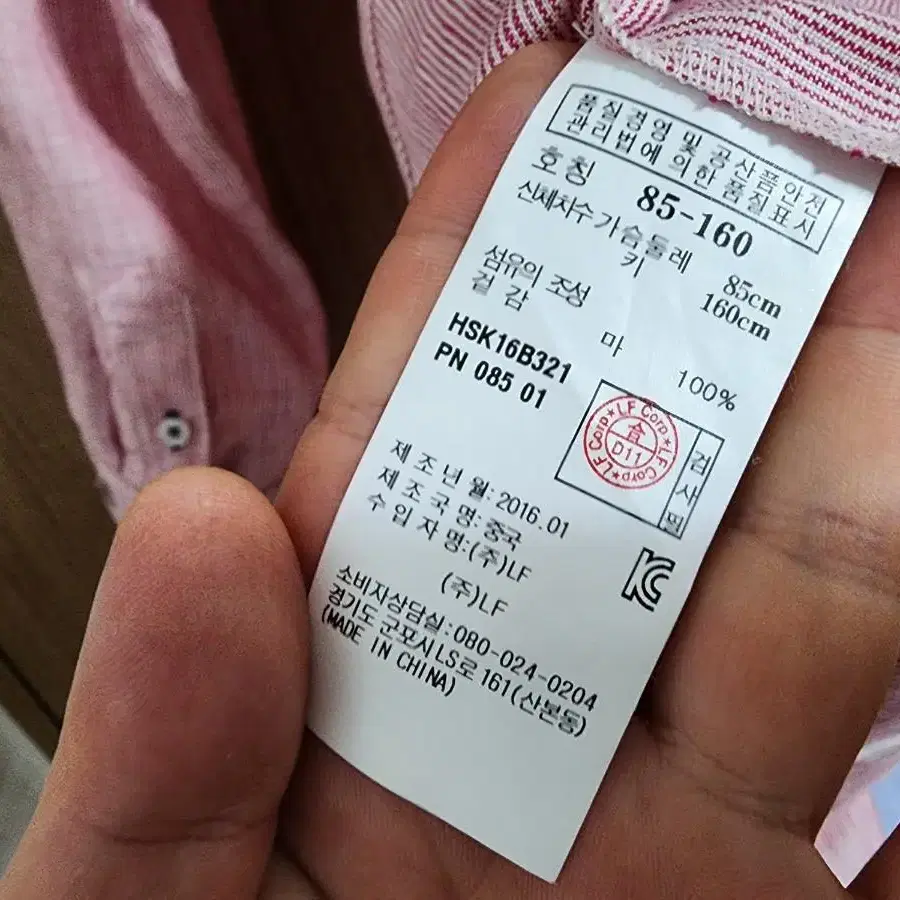 품질경영 및 공산품안전
관리법에 의한 품질표시
호칭 85-160
신체치수 가슴둘레 85cm
키 160cm
섬유의 조성
겉감 마 100%
HSK16B321
PN 085 01
LF Corp★LF Corp★LF Corp★
合
D11
검사필
제조년월:2016.01
제조국명:중국
수입자명:(주)LF
(주)LF
소비자상담실:080-024-0204
경기도 군포시LS로 161(산본동)
(MADE IN CHINA)